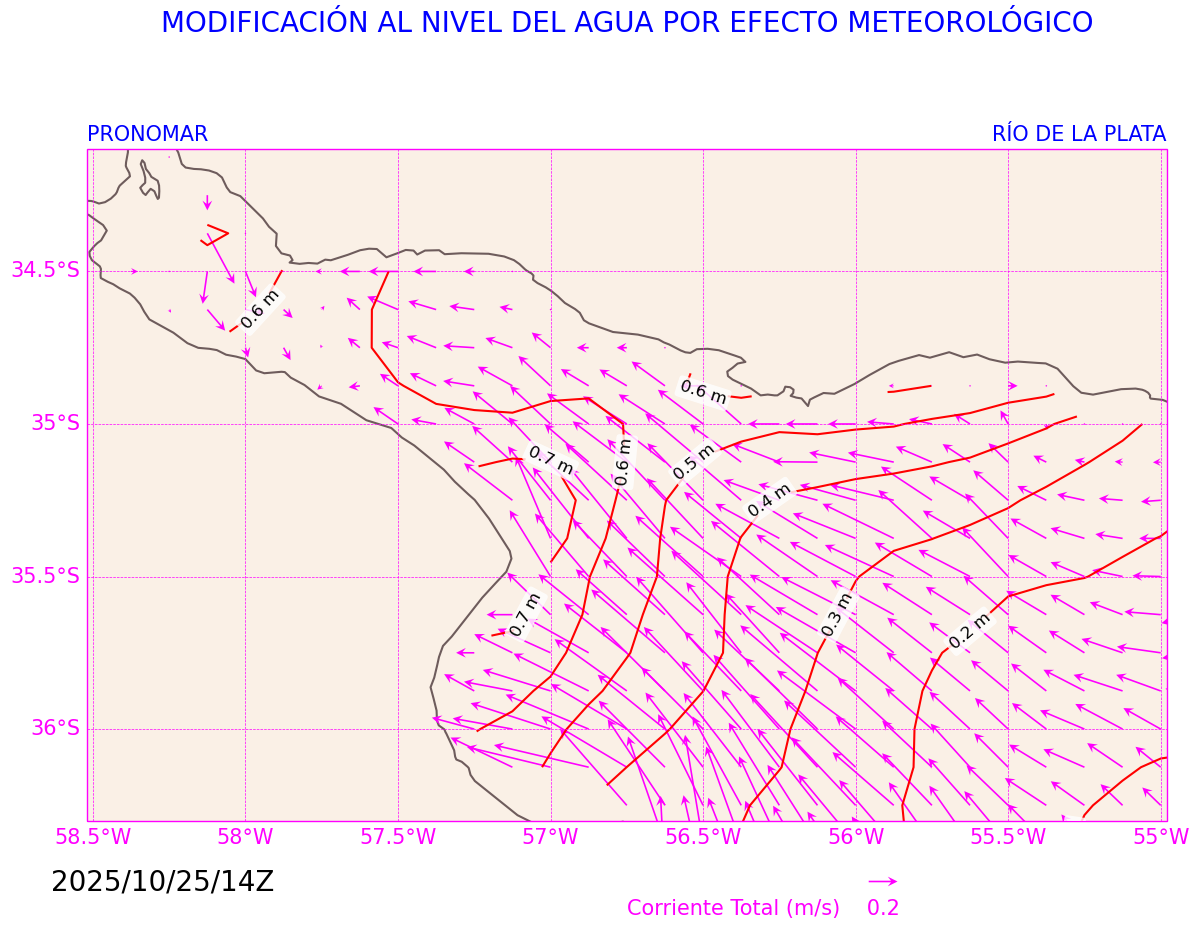 MODIFICACIÓN AL NIVEL DEL AGUA POR EFECTO METEOROLÓGICO
PRONOMAR
RÍO DE LA PLATA
34.5°S
0.6 m
0.6 m
35°S
0.7 m
0.6 m
0.5 m
0.4 m
35.5°S
0.7 m
0.3 m
0.2 m
36°S
58.5°W
58°W
57.5°W
57°W
56.5°W
56°W
55.5°W
55°W
2025/10/25/14Z
Corriente Total (m/s)
0.2